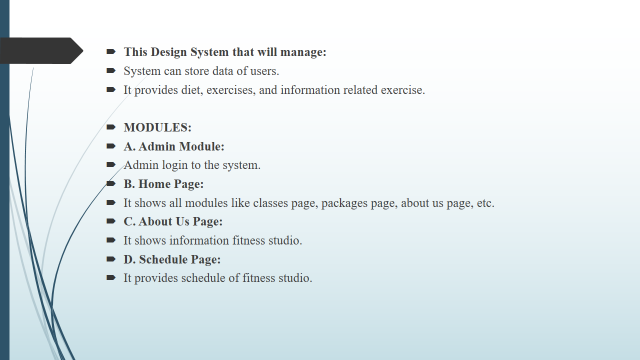 This Design System that will manage:
System can store data of users.
It provides diet, exercises, and information related exercise.
MODULES:
A. Admin Module:
Admin login to the system.
B. Home Page:
It shows all modules like classes page, packages page, about us page, etc.
C. About Us Page:
It shows information fitness studio.
D. Schedule Page:
It provides schedule of fitness studio.